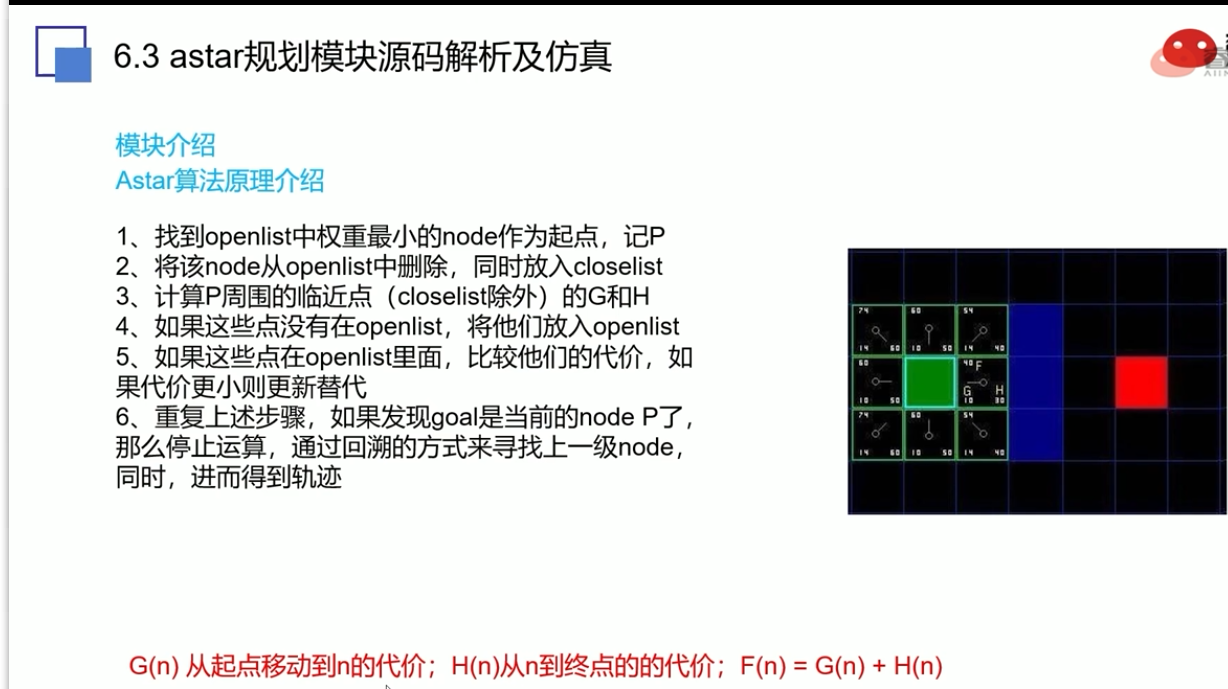 6.3 astar规划模块源码解析及仿真
模块介绍
Astar算法原理介绍
1、找到openlist中权重最小的node作为起点，记P
2、将该node从openlist中删除，同时放入closelist
3、计算P周围的临近点（closelist除外）的G和H
4、如果这些点没有在openlist，将他们放入openlist
5、如果这些点在openlist里面，比较他们的代价，如
果代价更小则更新替代
6、重复上述步骤，如果发现goal是当前的node P了，
那么停止运算，通过回溯的方式来寻找上一级node，
同时，进而得到轨迹
74 60 54
14 60 10 50 14 40
60 40 F
G H
10 50 10 30
74 60 54
14 60 10 50 14 40
G(n) 从起点移动到n的代价；H(n)从n到终点的的代价；F(n) = G(n) + H(n)